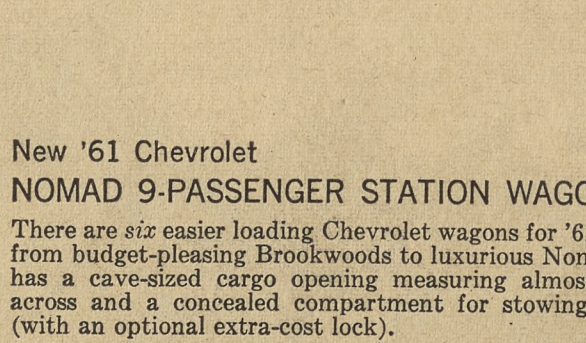 New '61 Chevrolet
NOMAD 9-PASSENGER STATION
There are six easier loading Chevrolet wagons for
from budget-pleasing Brookwoods to luxurious
has a cave-sized cargo opening measuring
across and a concealed compartment for stowing
(with an optional extra-cost lock).